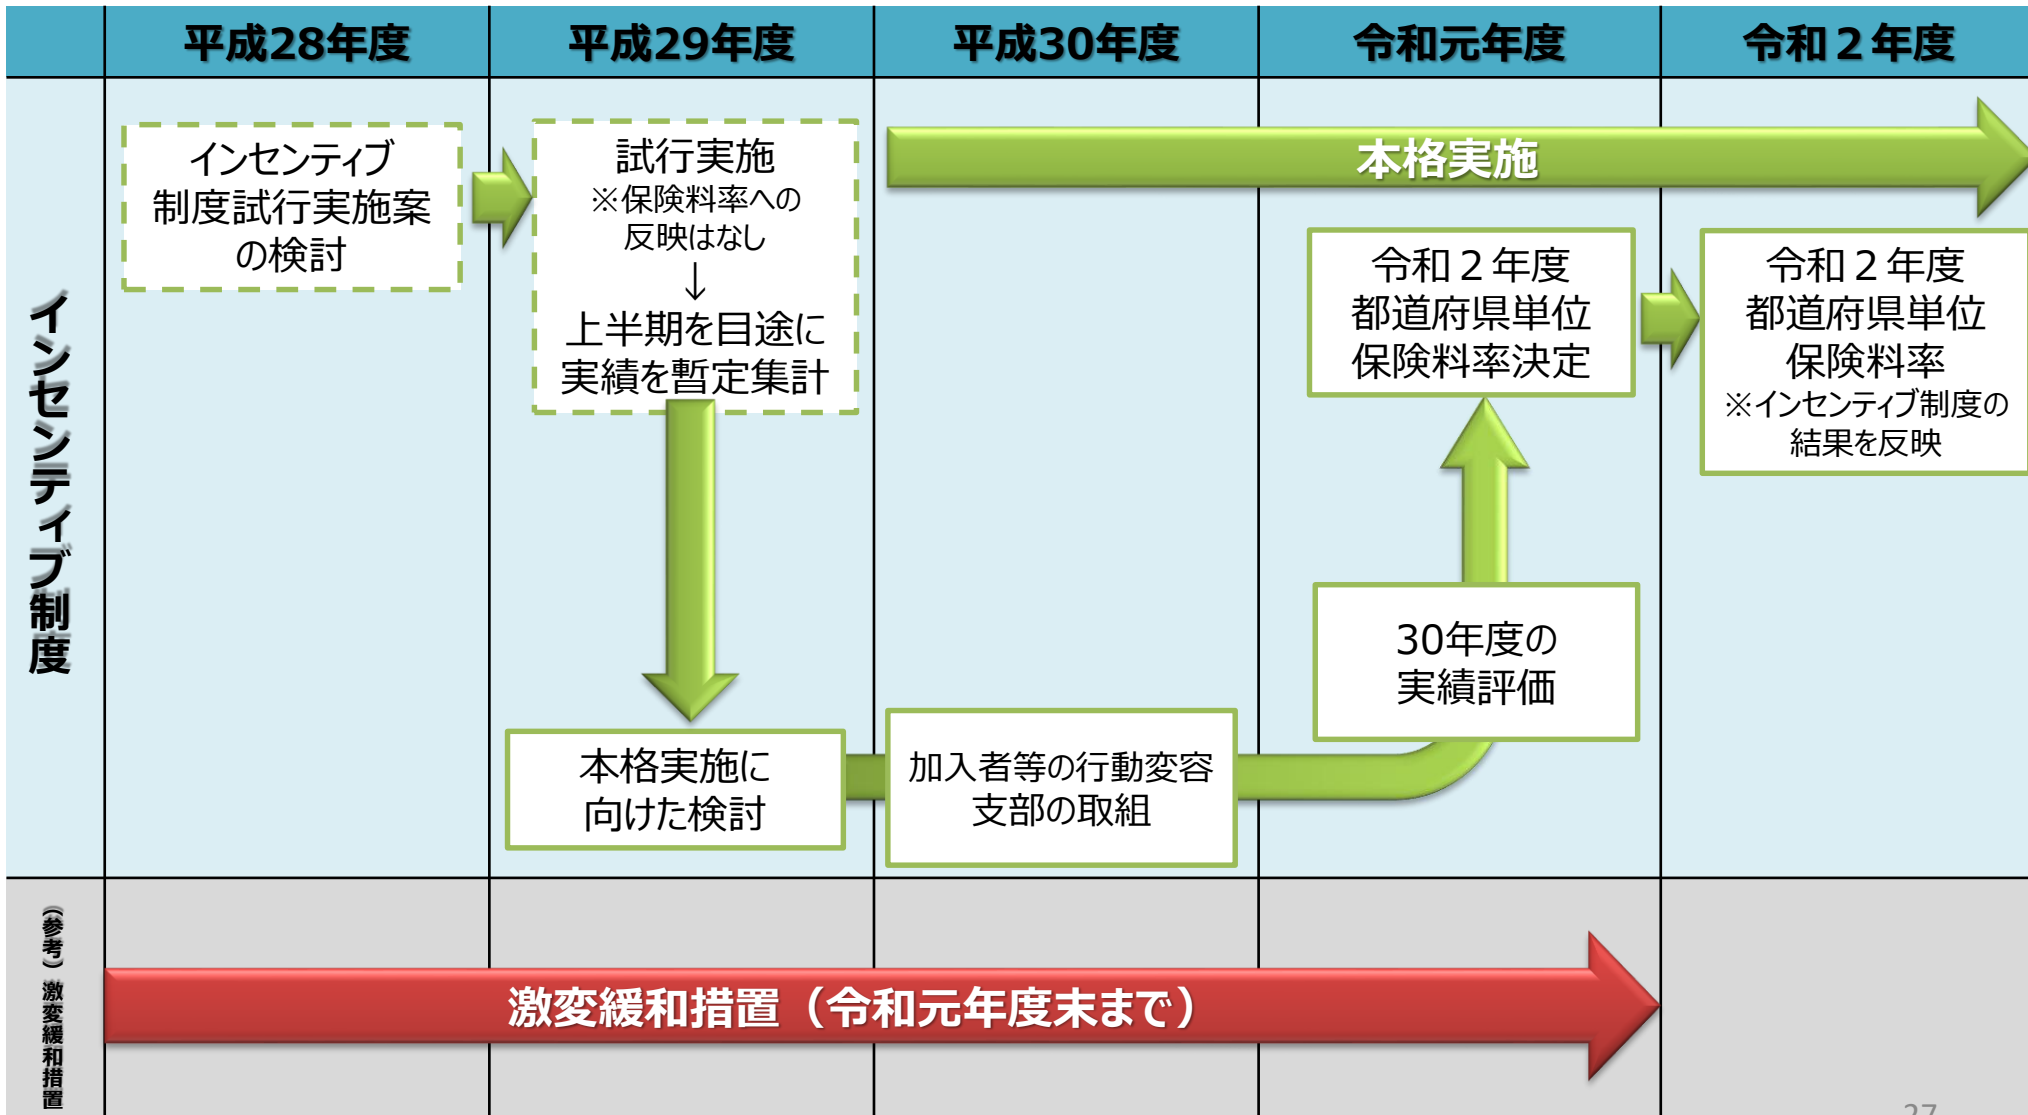 平成28年度
平成29年度
平成30年度
令和元年度
令和２年度
インセンティブ制度
インセンティブ
制度試行実施案
の検討
試行実施
※保険料率への
反映はなし
↓
上半期を目途に
実績を暫定集計
本格実施に
向けた検討
本格実施
加入者等の行動変容
支部の取組
令和２年度
都道府県単位
保険料率決定
30年度の
実績評価
令和２年度
都道府県単位
保険料率
※インセンティブ制度の
結果を反映
（参考）激変緩和措置
激変緩和措置（令和元年度末まで）
27